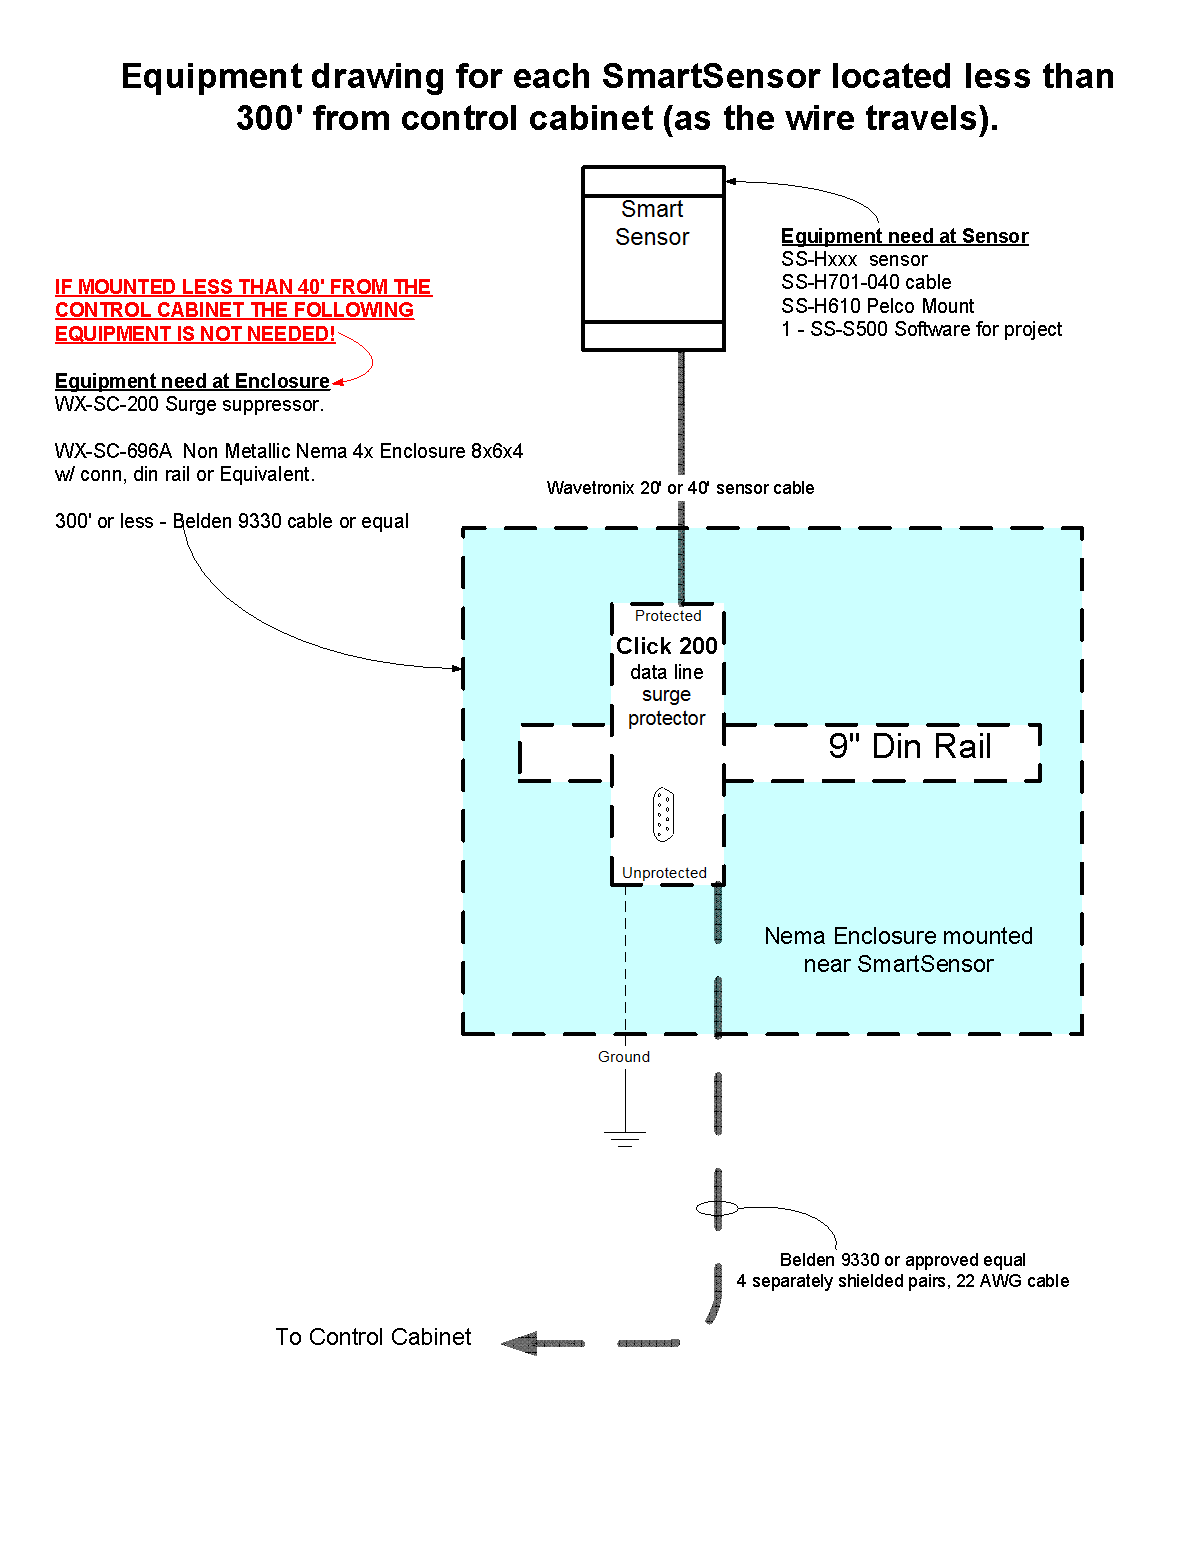 Equipment drawing for each SmartSensor located less than
300' from control cabinet (as the wire travels).
Smart
Sensor
Equipment need at Sensor
SS-Hxxx  sensor
SS-H701-040 cable
SS-H610 Pelco Mount
1 - SS-S500 Software for project
IF MOUNTED LESS THAN 40' FROM THE
CONTROL CABINET THE FOLLOWING
EQUIPMENT IS NOT NEEDED!
Equipment need at Enclosure
WX-SC-200 Surge suppressor.
WX-SC-696A  Non Metallic Nema 4x Enclosure 8x6x4
w/ conn, din rail or Equivalent.
300' or less - Belden 9330 cable or equal
Wavetronix 20' or 40' sensor cable
Protected
Click 200
data line
surge
protector
9" Din Rail
Unprotected
Nema Enclosure mounted
near SmartSensor
Ground
Belden 9330 or approved equal
4 separately shielded pairs, 22 AWG cable
To Control Cabinet